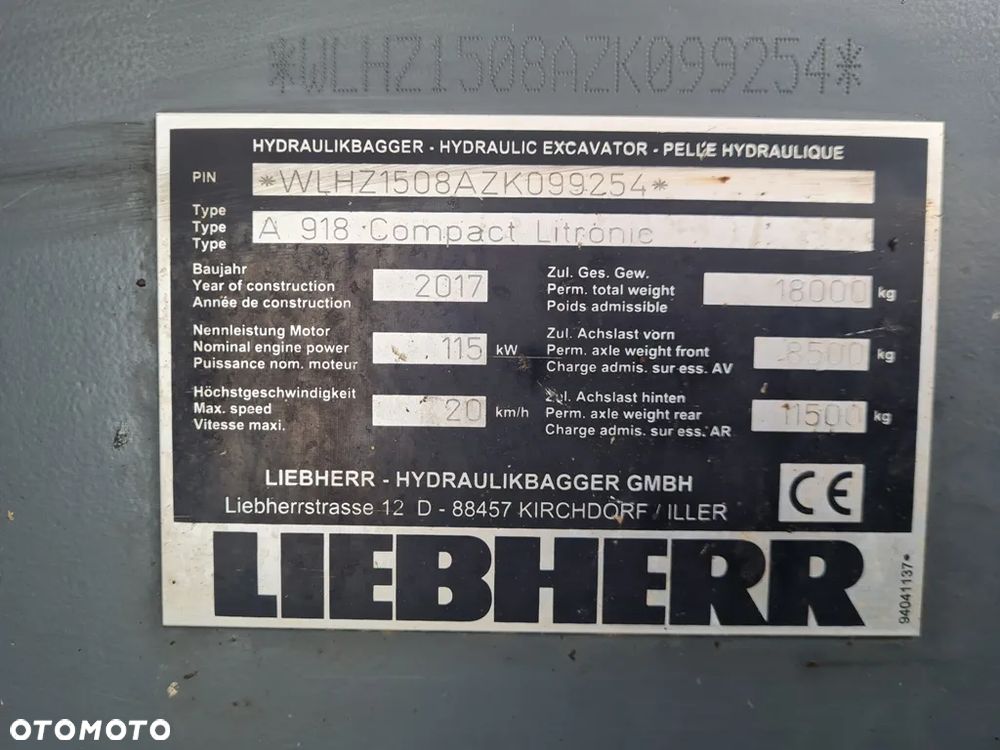 *WLHZ1508AZK099254*
HYDRAULIKBAGGER - HYDRAULIC EXCAVATOR - PELLE HYDRAULIQUE
PIN *WLHZ1508AZK099254*
Type
Type A 918 Compact Litronic
Type
Baujahr
Year of construction 2017
Année de construction
Zul. Ges. Gew.
Perm. total weight 18000 kg
Poids admissible
Nennleistung Motor
Nominal engine power 115 kW
Puissance nom. moteur
Zul. Achslast vorn
Perm. axle weight front 8500 kg
Charge admis. sur ess. AV
Höchstgeschwindigkeit
Max. speed 20 km/h
Vitesse maxi.
Zul. Achslast hinten
Perm. axle weight rear 11500 kg
Charge admis. sur ess. AR
LIEBHERR - HYDRAULIKBAGGER GMBH
Liebherrstrasse 12 D - 88457 KIRCHDORF / ILLER
CE
LIEBHERR
94041137*
OTOMOTO